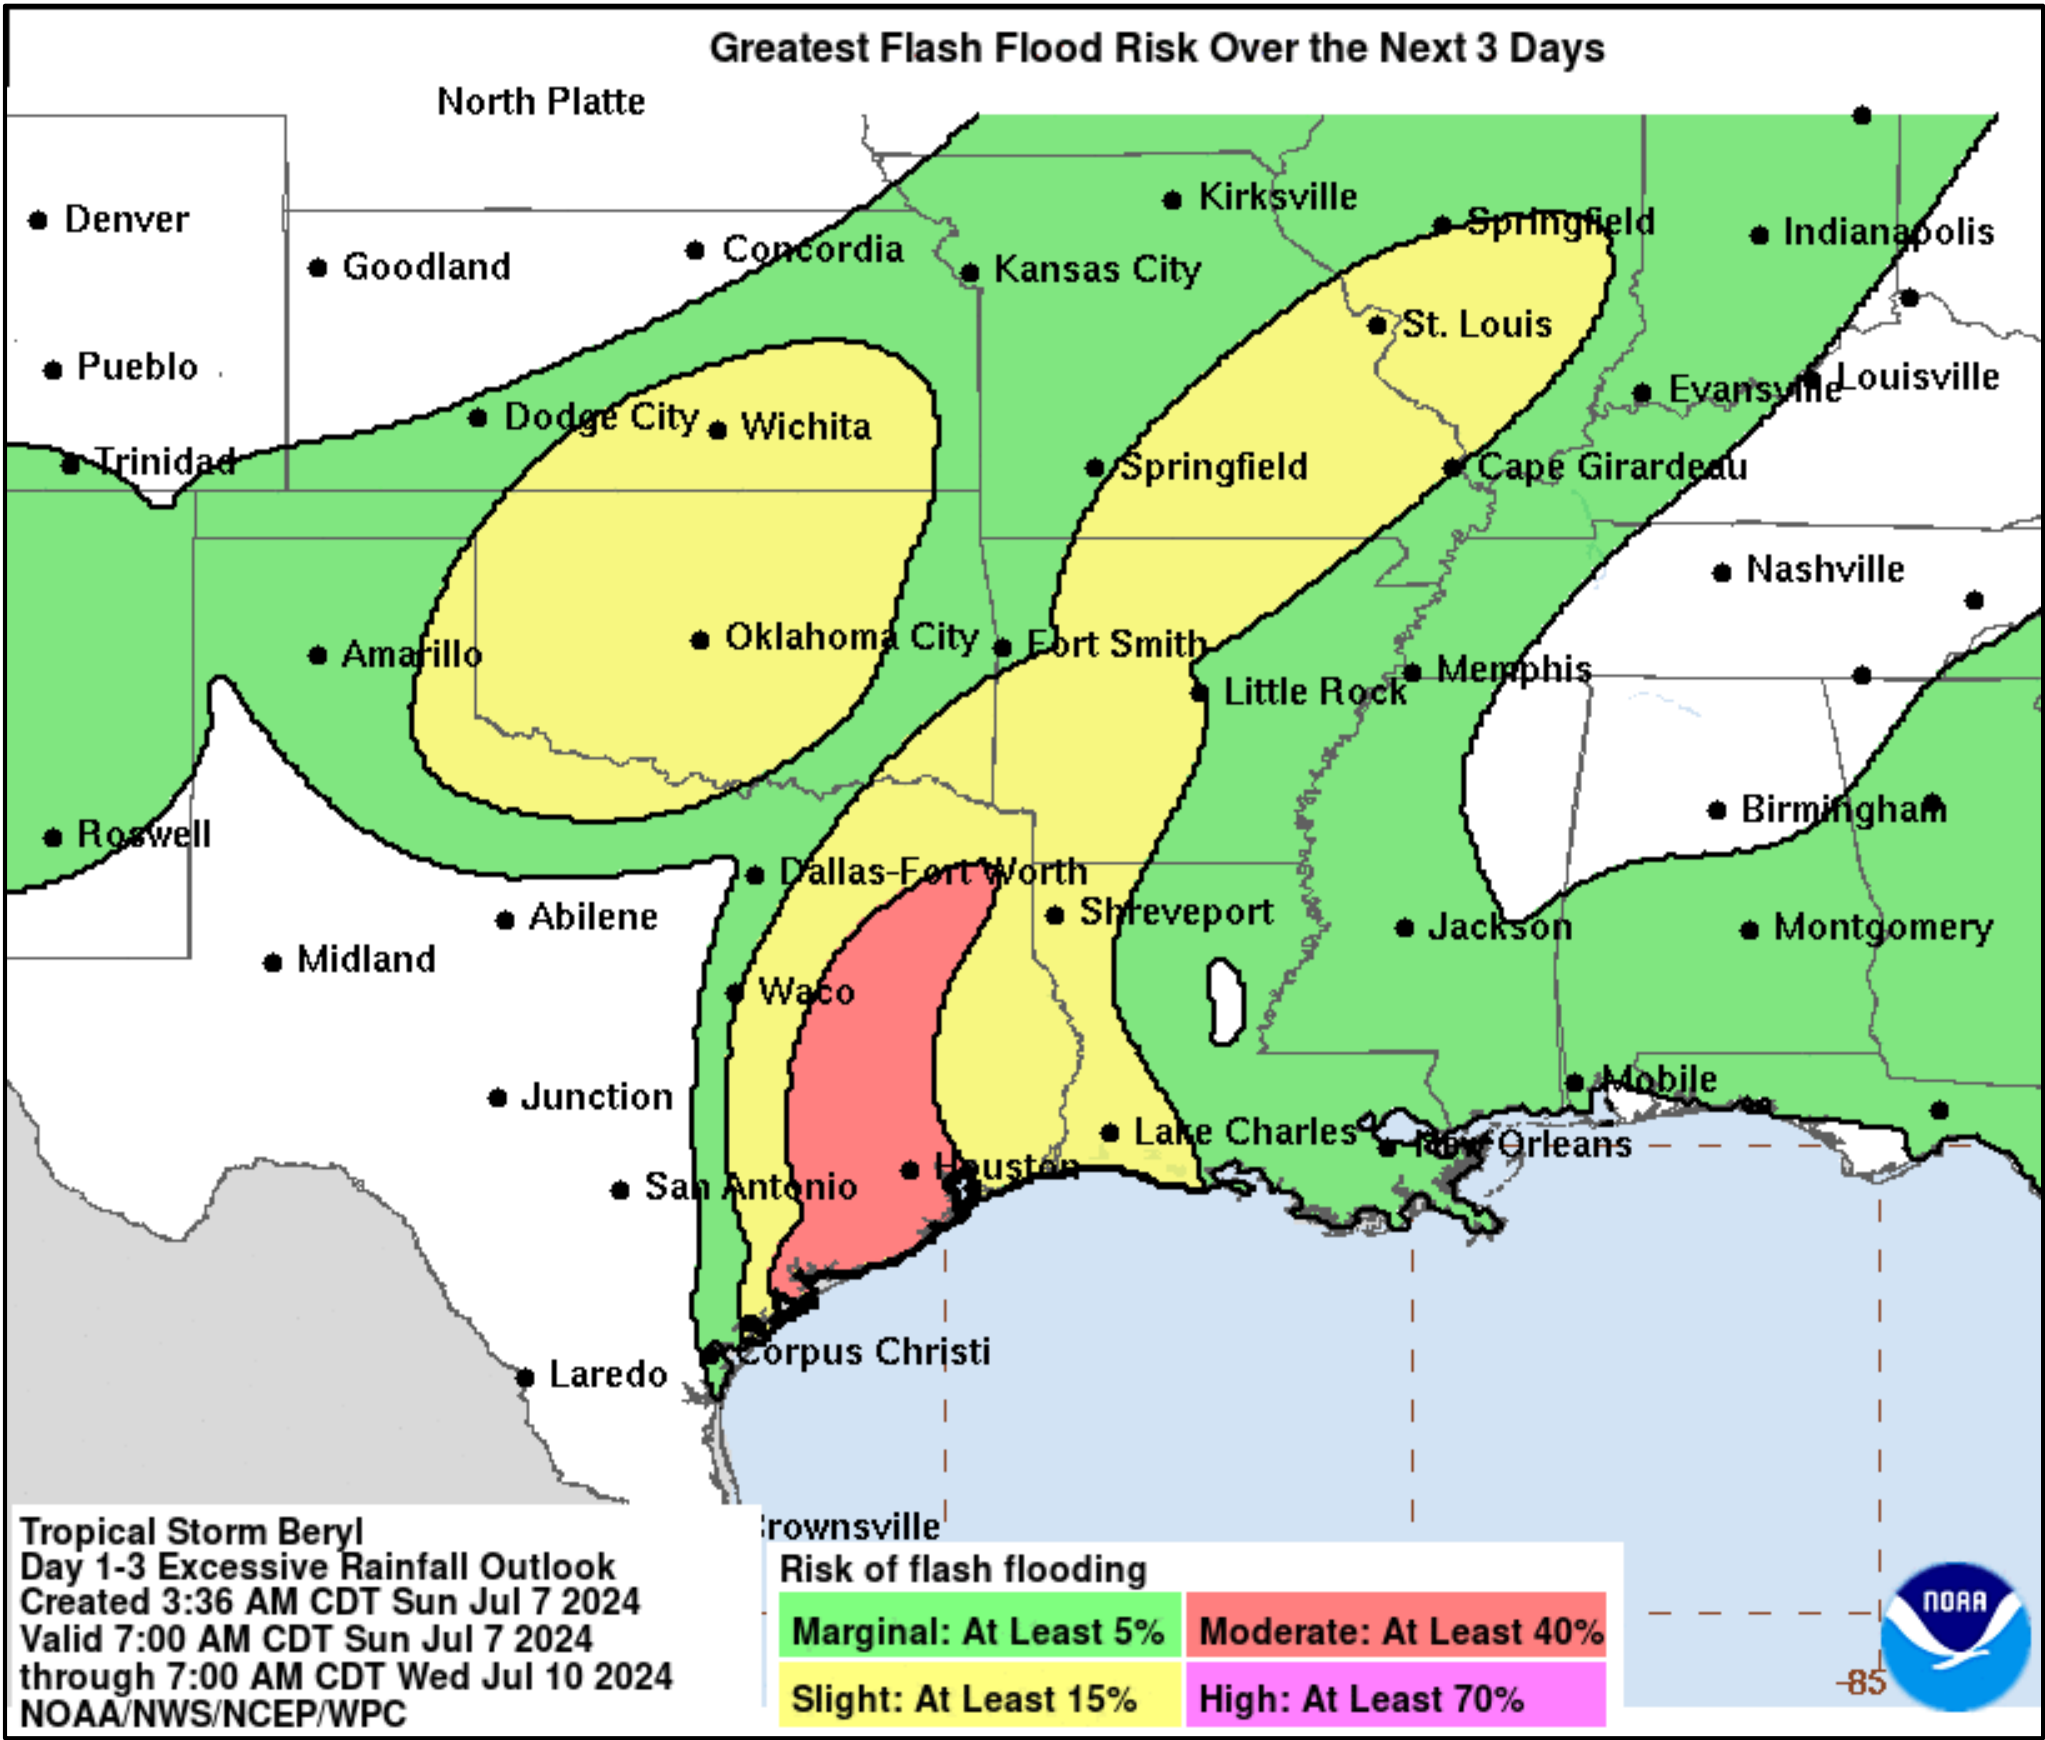 Greatest Flash Flood Risk Over the Next 3 Days
North Platte
Kirksville
Denver
Springfield
Indianapolis
Concordia
Goodland
Kansas City
St. Louis
Pueblo
Louisville
Evansville
Dodge City
Wichita
Trinidad
Springfield
Cape Girardeau
Nashville
Oklahoma City
Fort Smith
Amarillo
Memphis
Little Rock
Birmingham
Roswell
Dallas-Fort Worth
Shreveport
Abilene
Jackson
Montgomery
Midland
Waco
Mobile
Junction
Lake Charles
New Orleans
Houston
San Antonio
Corpus Christi
Laredo
Tropical Storm Beryl
Day 1-3 Excessive Rainfall Outlook
Created 3:36 AM CDT Sun Jul 7 2024
Valid 7:00 AM CDT Sun Jul 7 2024
through 7:00 AM CDT Wed Jul 10 2024
NOAA/NWS/NCEP/WPC
Brownsville
Risk of flash flooding
Marginal: At Least 5%
Moderate: At Least 40%
Slight: At Least 15%
High: At Least 70%
-85
NOAA